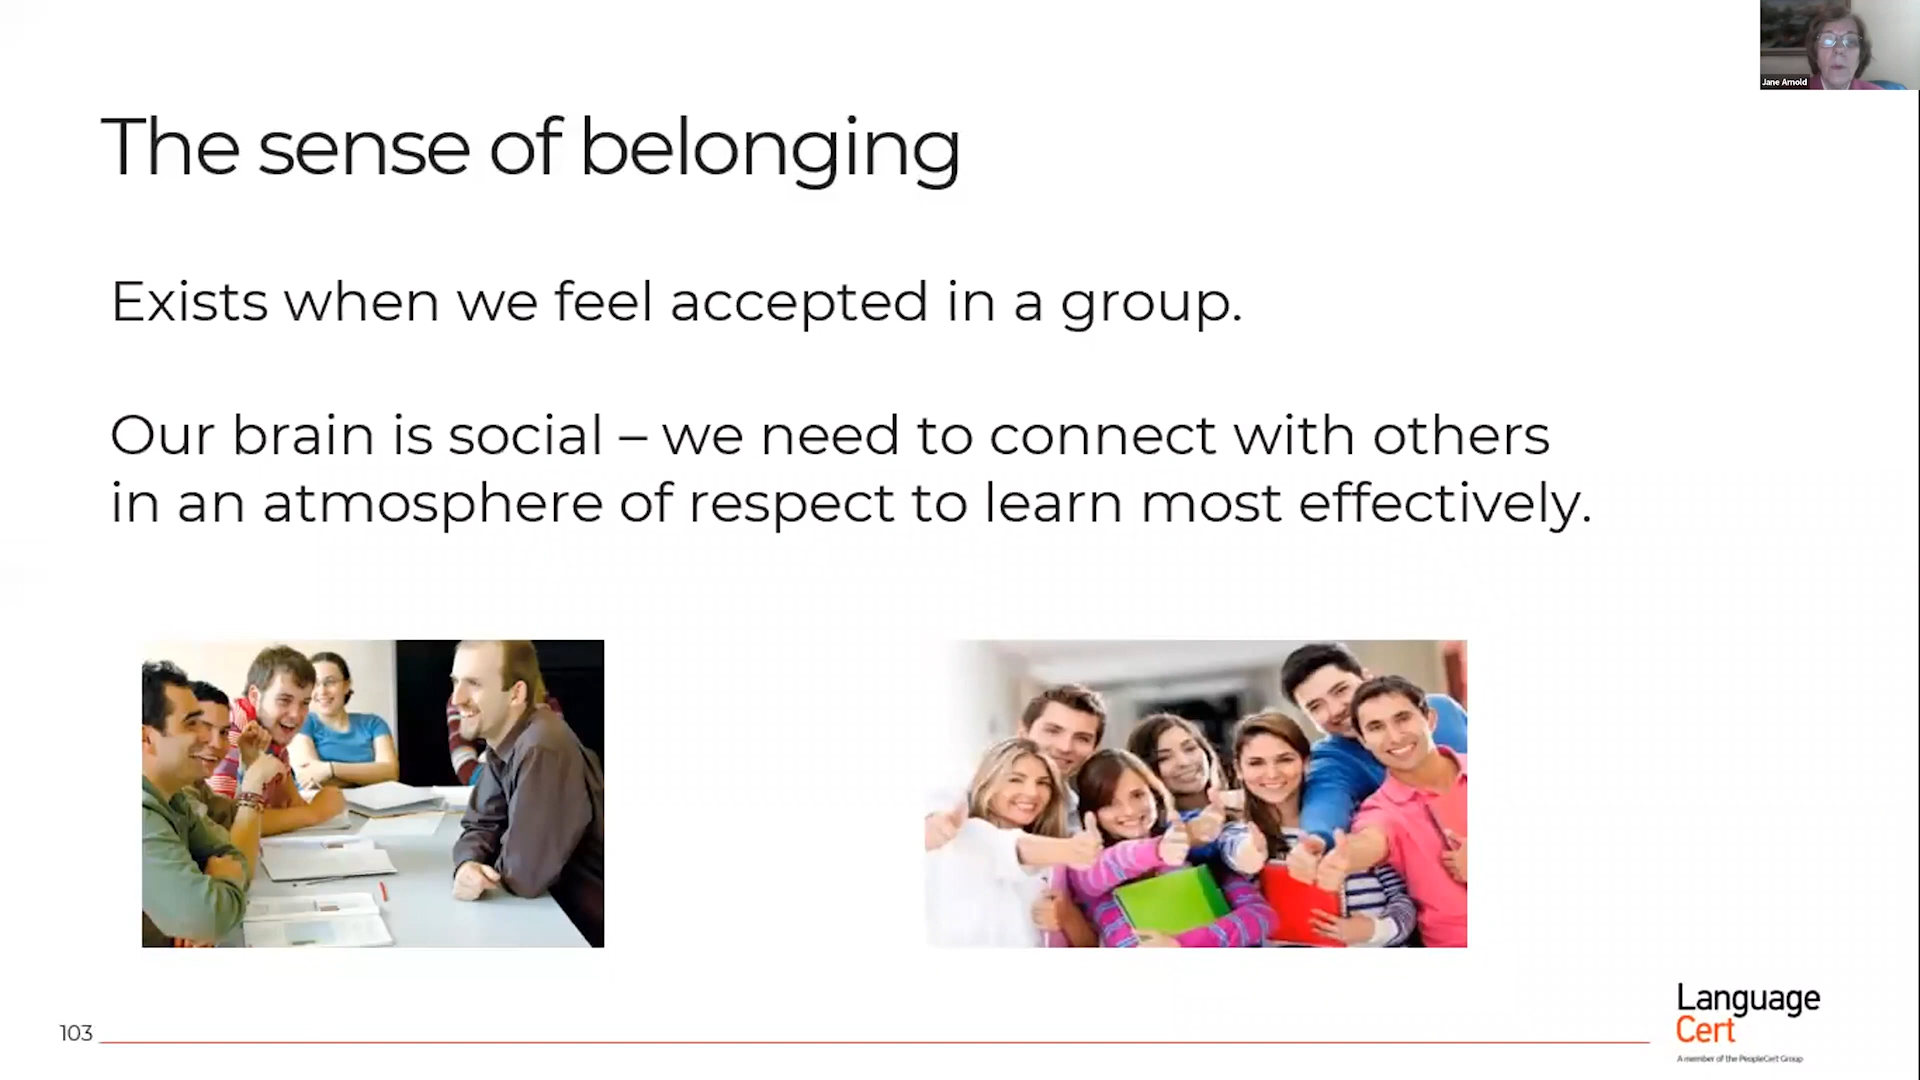 Jane Arnold
The sense of belonging
Exists when we feel accepted in a group.
Our brain is social – we need to connect with others
in an atmosphere of respect to learn most effectively.
103
Language
Cert
A member of the PeopleCert Group